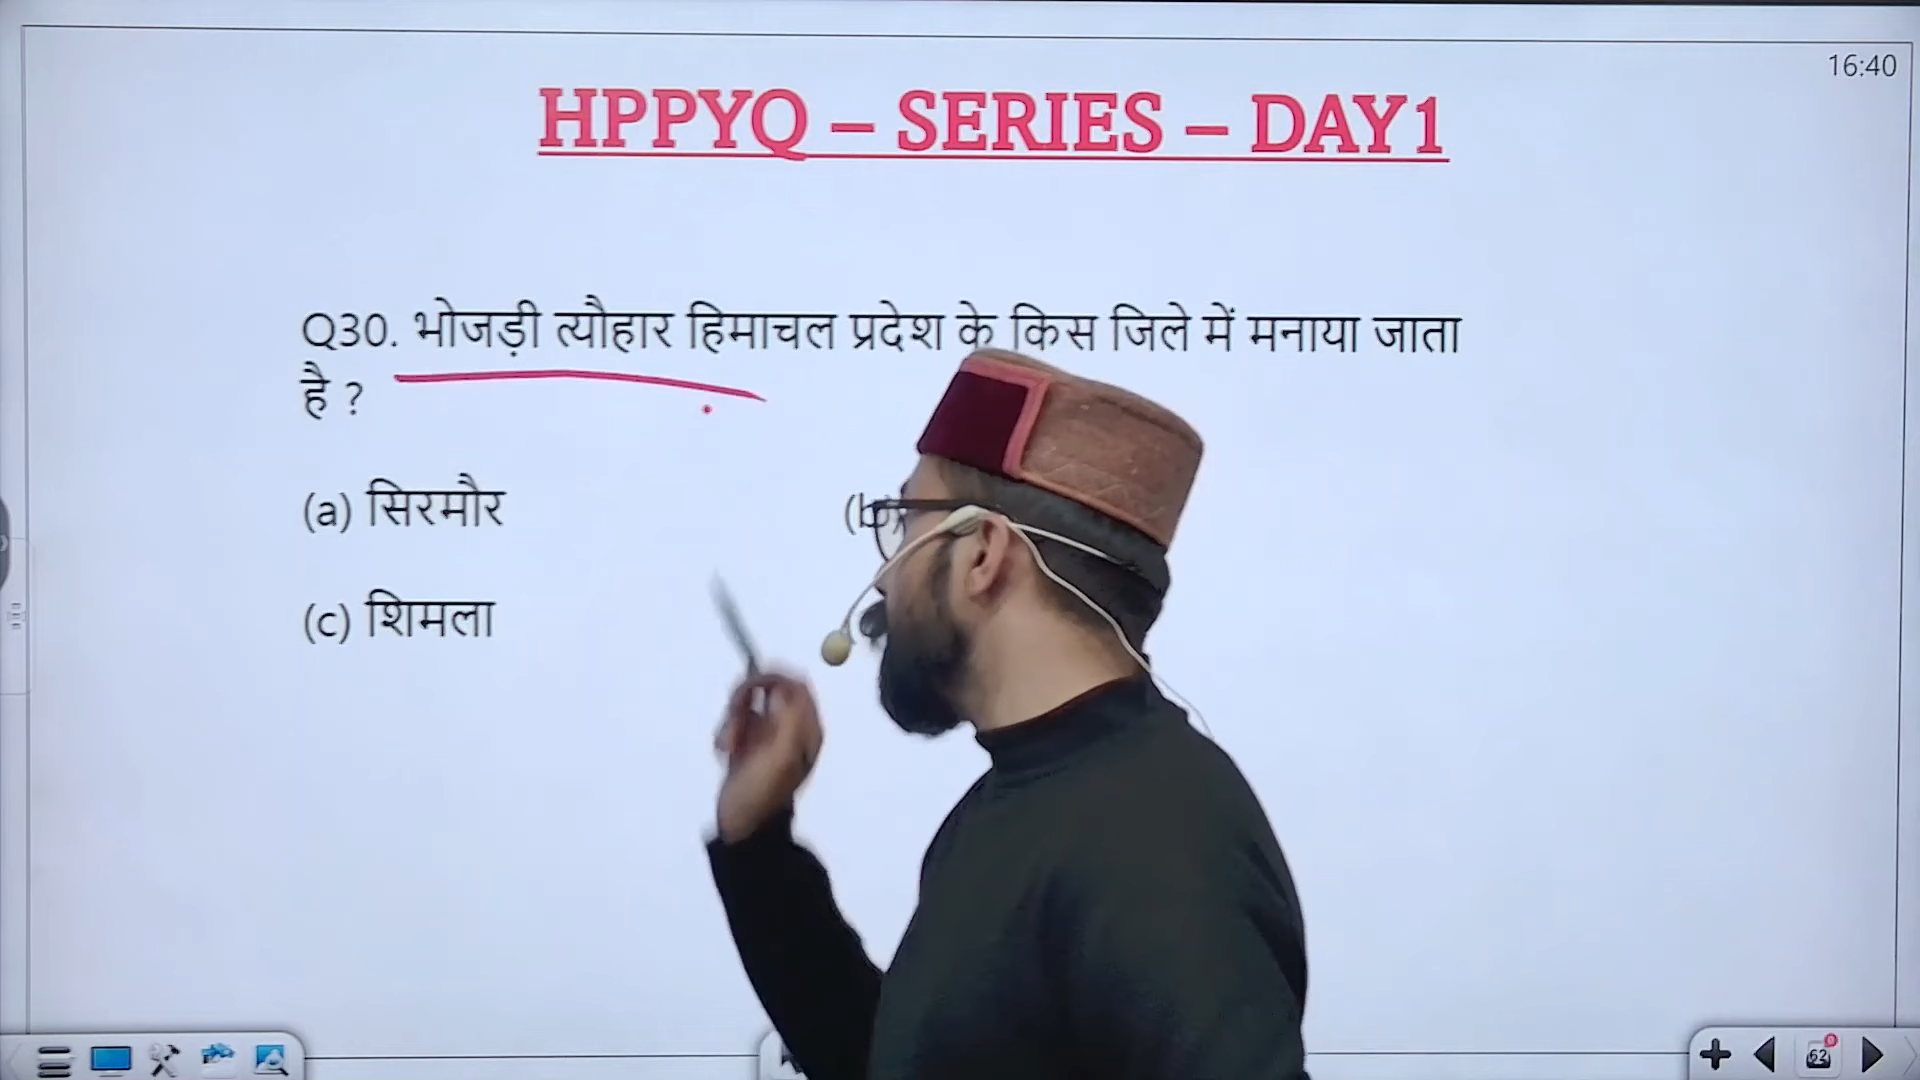 16:40
HPPYQ – SERIES – DAY1
Q30. भोजड़ी त्यौहार हिमाचल प्रदेश के किस जिले में मनाया जाता
है ?
(a) सिरमौर
(b)
(c) शिमला
62